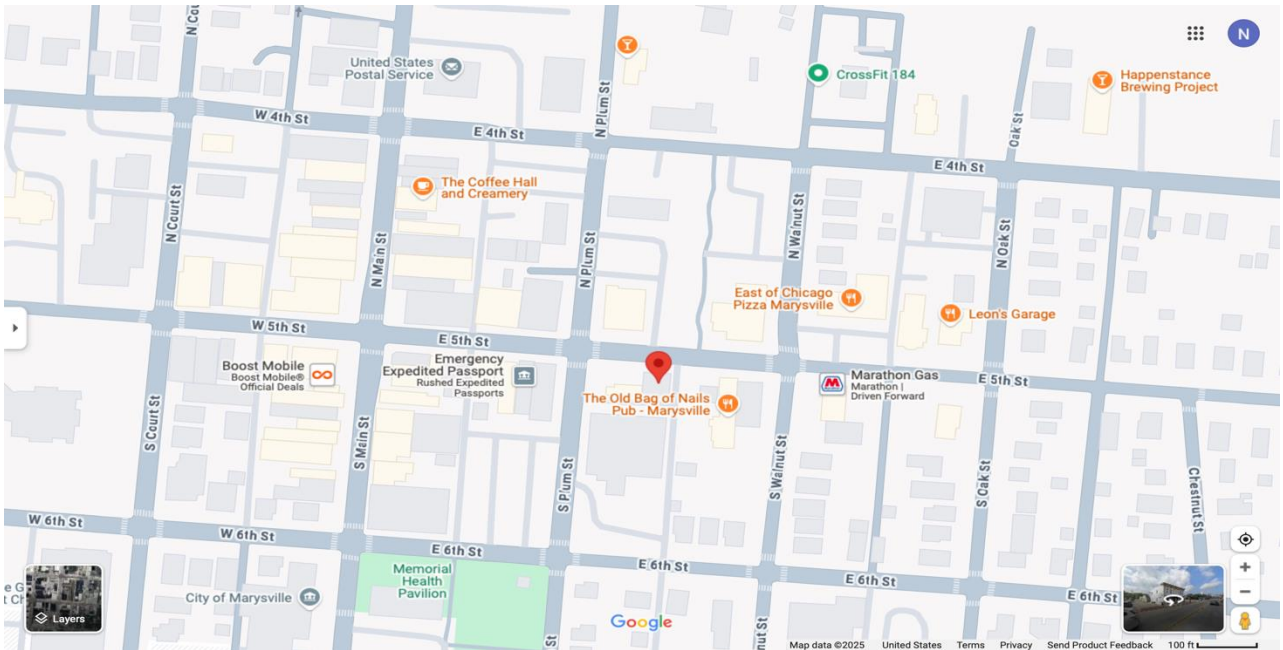 N Cou
United States
Postal Service
CrossFit 184
N
Happenstance
Brewing Project
W 4th St
E 4th St
N Plum St
Oak St
E 4th St
The Coffee Hall
and Creamery
N Court St
N Main St
N Plum St
N Walnut St
N Oak St
East of Chicago
Pizza Marysville
Leon's Garage
W 5th St
E 5th St
Boost Mobile
Boost Mobile®
Official Deals
Emergency
Expedited Passport
Rushed Expedited
Passports
The Old Bag of Nails
Pub - Marysville
Marathon Gas
Marathon |
Driven Forward
E 5th St
S Court St
S Main St
S Plum St
S Walnut St
S Oak St
Chestnut St
W 6th St
W 6th St
E 6th St
E 6th St
E 6th St
E 6th St
Memorial
Health
Pavilion
City of Marysville
e G
t Ch
Layers
St
nut St
Google
Map data ©2025
United States
Terms
Privacy
Send Product Feedback
100 ft